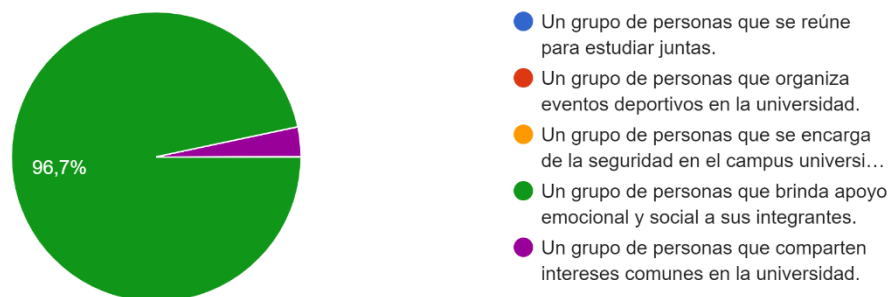 96,7%
Un grupo de personas que se reúne
para estudiar juntas.
Un grupo de personas que organiza
eventos deportivos en la universidad.
Un grupo de personas que se encarga
de la seguridad en el campus universi…
Un grupo de personas que brinda apoyo
emocional y social a sus integrantes.
Un grupo de personas que comparten
intereses comunes en la universidad.